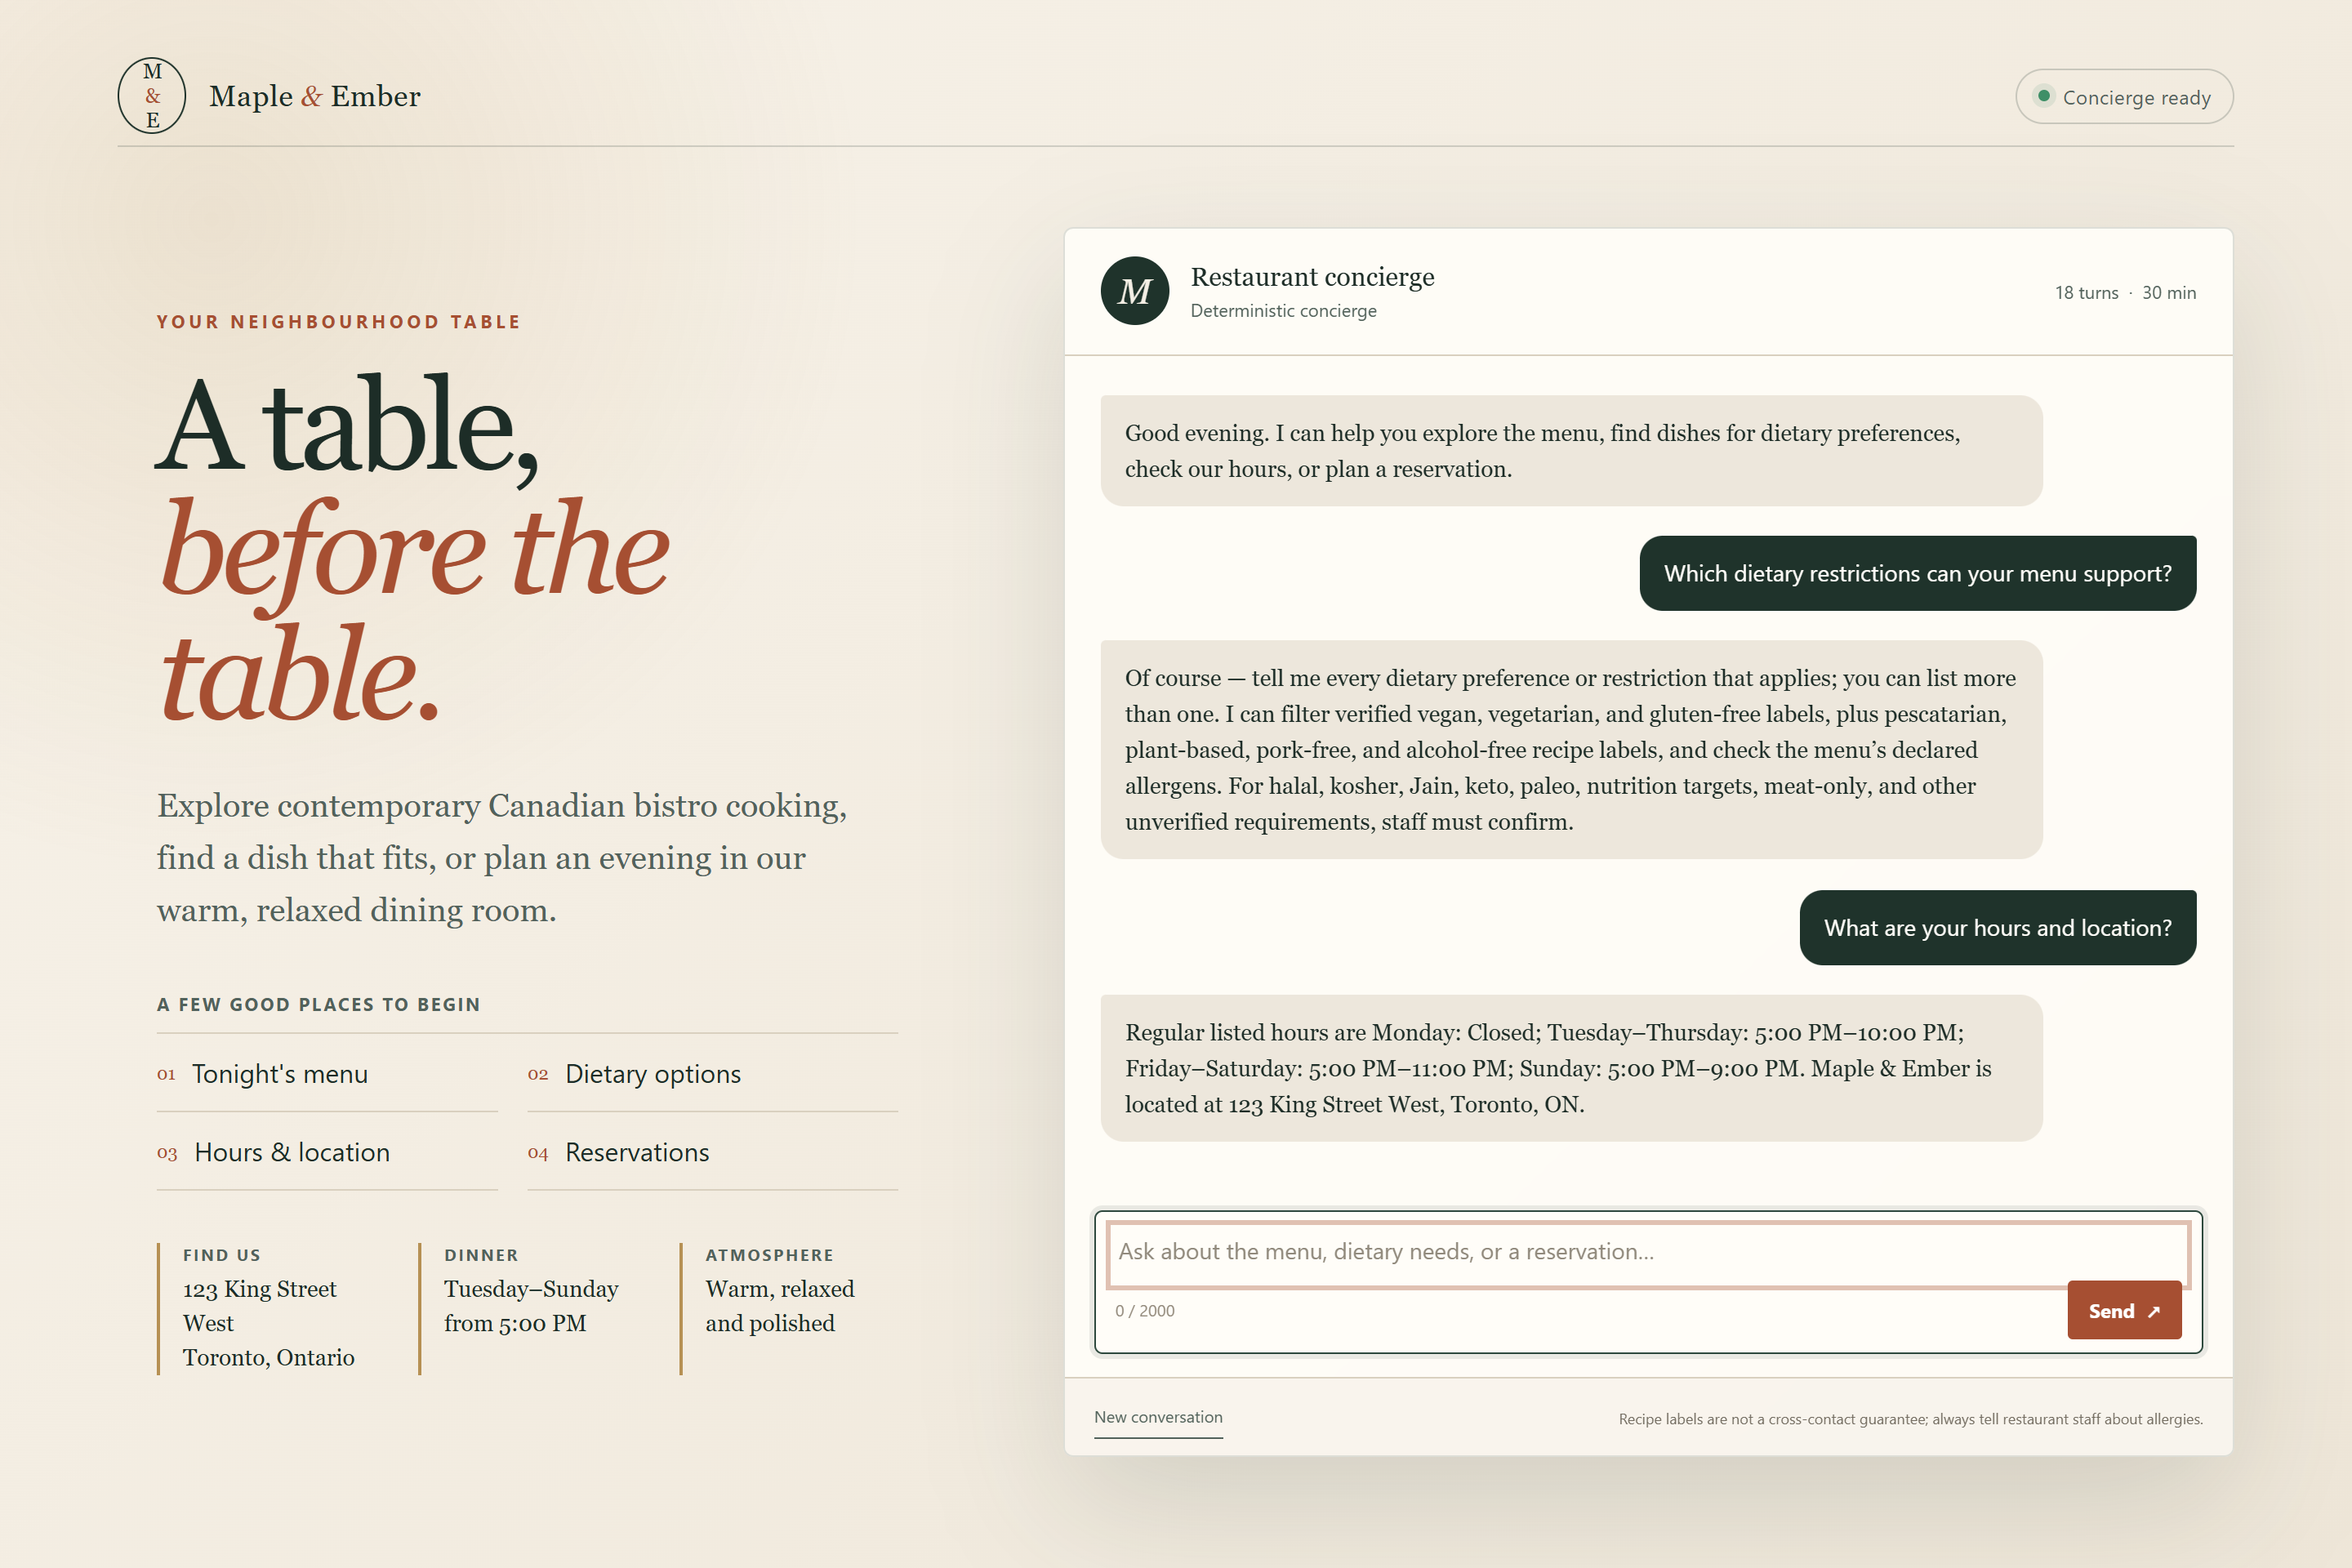 M
&
E
Maple & Ember
Concierge ready
YOUR NEIGHBOURHOOD TABLE
A table,
before the
table.
Explore contemporary Canadian bistro cooking,
find a dish that fits, or plan an evening in our
warm, relaxed dining room.
A FEW GOOD PLACES TO BEGIN
01 Tonight's menu
02 Dietary options
03 Hours & location
04 Reservations
FIND US
123 King Street
West
Toronto, Ontario
DINNER
Tuesday–Sunday
from 5:00 PM
ATMOSPHERE
Warm, relaxed
and polished
M
Restaurant concierge
Deterministic concierge
18 turns · 30 min
Good evening. I can help you explore the menu, find dishes for dietary preferences,
check our hours, or plan a reservation.
Which dietary restrictions can your menu support?
Of course — tell me every dietary preference or restriction that applies; you can list more
than one. I can filter verified vegan, vegetarian, and gluten-free labels, plus pescatarian,
plant-based, pork-free, and alcohol-free recipe labels, and check the menu’s declared
allergens. For halal, kosher, Jain, keto, paleo, nutrition targets, meat-only, and other
unverified requirements, staff must confirm.
What are your hours and location?
Regular listed hours are Monday: Closed; Tuesday–Thursday: 5:00 PM–10:00 PM;
Friday–Saturday: 5:00 PM–11:00 PM; Sunday: 5:00 PM–9:00 PM. Maple & Ember is
located at 123 King Street West, Toronto, ON.
Ask about the menu, dietary needs, or a reservation...
0 / 2000
Send ↗
New conversation
Recipe labels are not a cross-contact guarantee; always tell restaurant staff about allergies.